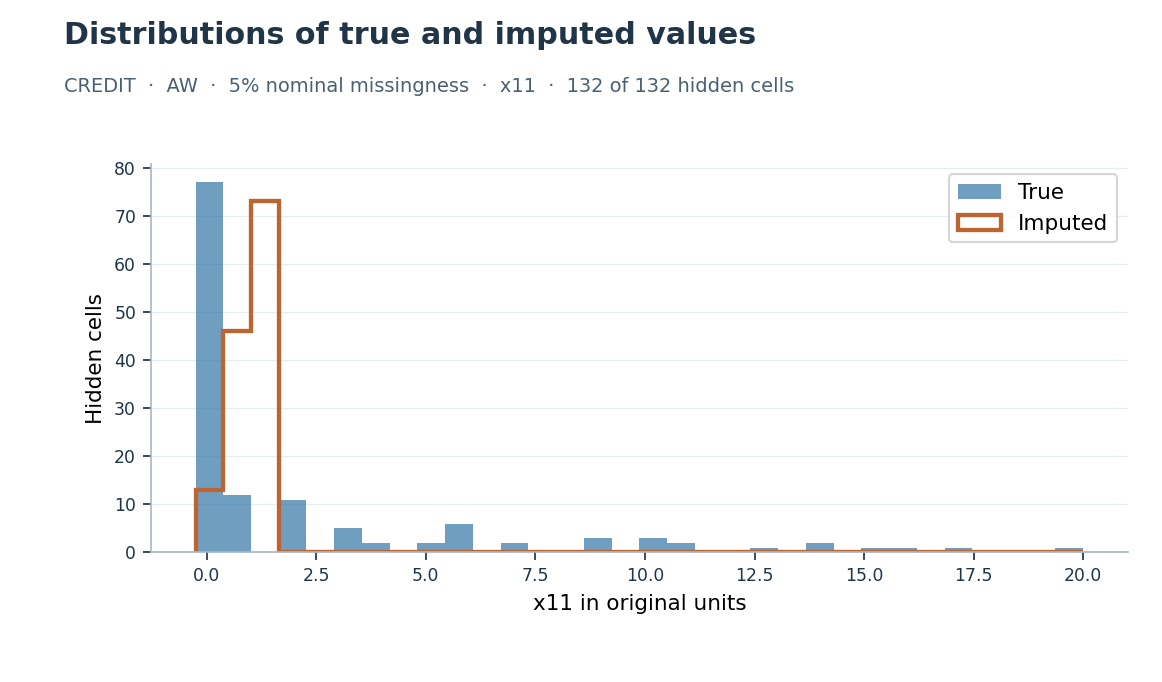 Distributions of true and imputed values
CREDIT · AW · 5% nominal missingness · x11 · 132 of 132 hidden cells
True
Imputed
Hidden cells
80
70
60
50
40
30
20
10
0
0.0 2.5 5.0 7.5 10.0 12.5 15.0 17.5 20.0
x11 in original units